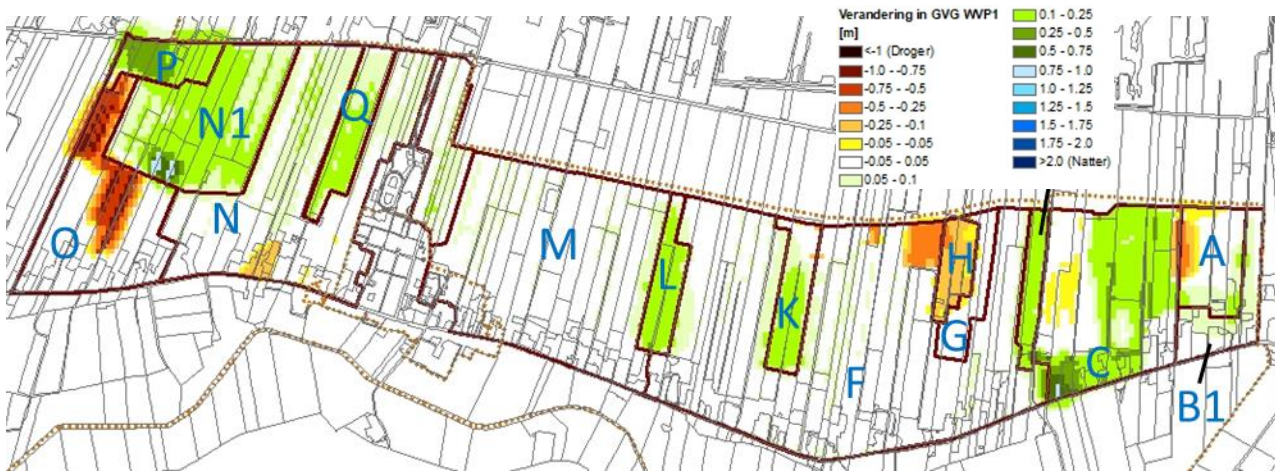 Verandering in GVG WVP1
[m]
<-1 (Droger)
-1.0 - -0.75
-0.75 - -0.5
-0.5 - -0.25
-0.25 - -0.1
-0.05 - -0.05
-0.05 - 0.05
0.05 - 0.1
0.1 - 0.25
0.25 - 0.5
0.5 - 0.75
0.75 - 1.0
1.0 - 1.25
1.25 - 1.5
1.5 - 1.75
1.75 - 2.0
>2.0 (Natter)
P
N1
Q
O
N
M
L
K
F
H
G
A
C
B1